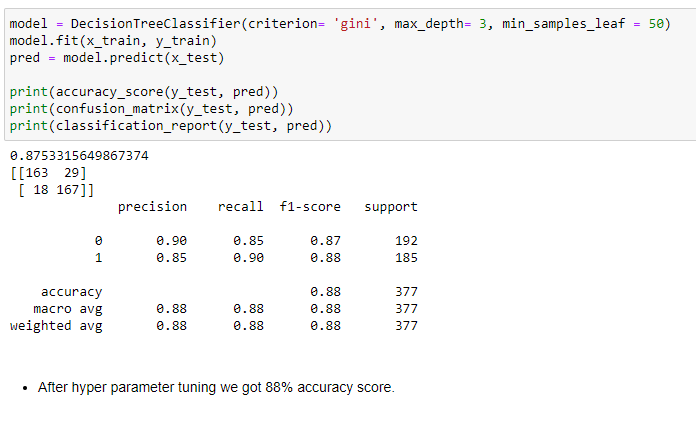 model = DecisionTreeClassifier(criterion= 'gini', max_depth= 3, min_samples_leaf = 50)
model.fit(x_train, y_train)
pred = model.predict(x_test)
print(accuracy_score(y_test, pred))
print(confusion_matrix(y_test, pred))
print(classification_report(y_test, pred))
0.8753315649867374
[[163  29]
 [ 18 167]]
precision    recall  f1-score   support
0       0.90      0.85      0.87       192
1       0.85      0.90      0.88       185
accuracy                           0.88       377
macro avg       0.88      0.88      0.88       377
weighted avg       0.88      0.88      0.88       377
• After hyper parameter tuning we got 88% accuracy score.